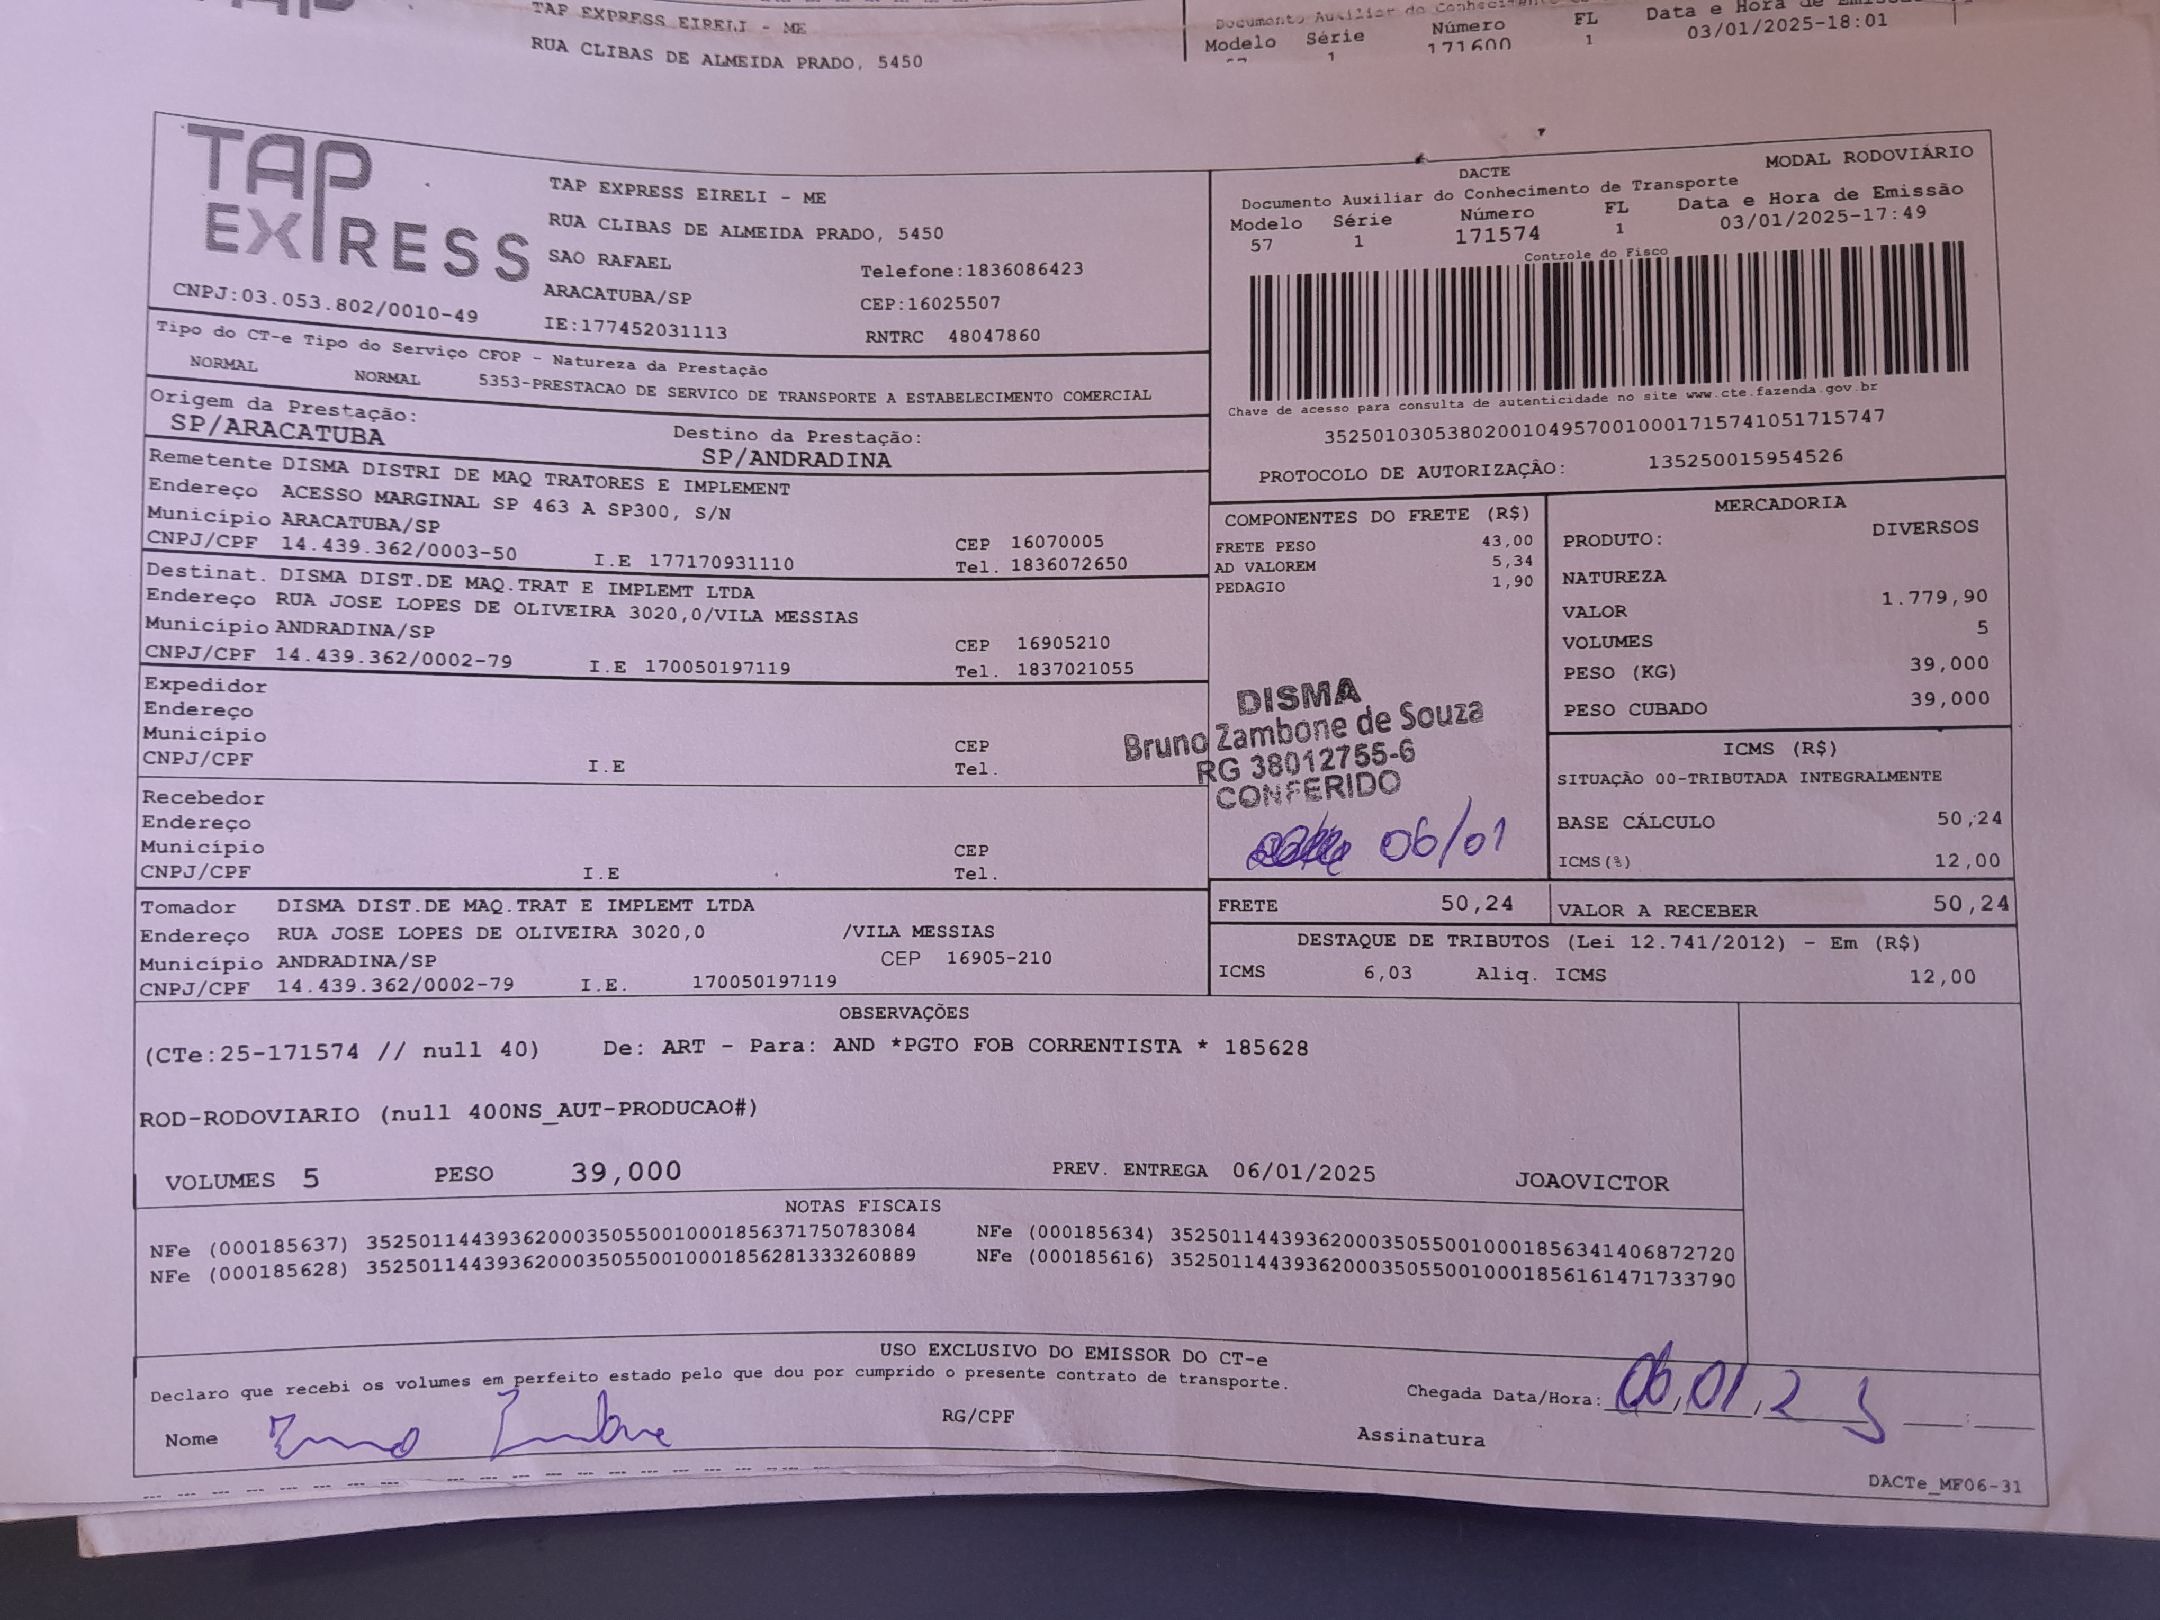 TAP EXPRESS EIRELI - ME
RUA CLIBAS DE ALMEIDA PRADO, 5450
Documento Auxiliar do
Modelo Série Número FL Data e Hora de
1 171600 1 03/01/2025-18:01
TAP EXPRESS
CNPJ:03.053.802/0010-49
TAP EXPRESS EIRELI - ME
RUA CLIBAS DE ALMEIDA PRADO, 5450
SAO RAFAEL Telefone:1836086423
ARACATUBA/SP CEP:16025507
IE:177452031113 RNTRC 48047860
DACTE MODAL RODOVIÁRIO
Documento Auxiliar do Conhecimento de Transporte
Modelo Série Número FL Data e Hora de Emissão
57 1 171574 1 03/01/2025-17:49
Controle do Fisco
Chave de acesso para consulta de autenticidade no site www.cte.fazenda.gov.br
35250103053802001049570010001715741051715747
PROTOCOLO DE AUTORIZAÇÃO: 135250015954526
Tipo do CT-e Tipo do Serviço CFOP - Natureza da Prestação
NORMAL NORMAL 5353-PRESTACAO DE SERVICO DE TRANSPORTE A ESTABELECIMENTO COMERCIAL
Origem da Prestação: Destino da Prestação:
SP/ARACATUBA SP/ANDRADINA
Remetente DISMA DISTRI DE MAQ TRATORES E IMPLEMENT
Endereço ACESSO MARGINAL SP 463 A SP300, S/N
Município ARACATUBA/SP CEP 16070005
CNPJ/CPF 14.439.362/0003-50 I.E 177170931110 Tel. 1836072650
Destinat. DISMA DIST.DE MAQ.TRAT E IMPLEMT LTDA
Endereço RUA JOSE LOPES DE OLIVEIRA 3020,0/VILA MESSIAS
Município ANDRADINA/SP CEP 16905210
CNPJ/CPF 14.439.362/0002-79 I.E 170050197119 Tel. 1837021055
Expedidor
Endereço
Município CEP
CNPJ/CPF I.E Tel.
Recebedor
Endereço
Município CEP
CNPJ/CPF I.E Tel.
Tomador DISMA DIST.DE MAQ.TRAT E IMPLEMT LTDA
Endereço RUA JOSE LOPES DE OLIVEIRA 3020,0 /VILA MESSIAS
Município ANDRADINA/SP CEP 16905-210
CNPJ/CPF 14.439.362/0002-79 I.E. 170050197119
COMPONENTES DO FRETE (R$)
FRETE PESO 43,00
AD VALOREM 5,34
PEDAGIO 1,90
DISMA
Bruno Zambone de Souza
RG 38012755-6
CONFERIDO
06/01
MERCADORIA
PRODUTO: DIVERSOS
NATUREZA
VALOR 1.779,90
VOLUMES 5
PESO (KG) 39,000
PESO CUBADO 39,000
ICMS (R$)
SITUAÇÃO 00-TRIBUTADA INTEGRALMENTE
BASE CÁLCULO 50,24
ICMS(%) 12,00
FRETE 50,24 VALOR A RECEBER 50,24
DESTAQUE DE TRIBUTOS (Lei 12.741/2012) - Em (R$)
ICMS 6,03 Aliq. ICMS 12,00
OBSERVAÇÕES
(CTe:25-171574 // null 40) De: ART - Para: AND *PGTO FOB CORRENTISTA * 185628
ROD-RODOVIARIO (null 400NS_AUT-PRODUCAO#)
VOLUMES 5 PESO 39,000 PREV. ENTREGA 06/01/2025 JOAOVICTOR
NOTAS FISCAIS
NFe (000185637) 35250114439362000350550010001856371750783084 NFe (000185634) 35250114439362000350550010001856341406872720
NFe (000185628) 35250114439362000350550010001856281333260889 NFe (000185616) 35250114439362000350550010001856161471733790
USO EXCLUSIVO DO EMISSOR DO CT-e
Declaro que recebi os volumes em perfeito estado pelo que dou por cumprido o presente contrato de transporte.
Chegada Data/Hora: 06,01,25
Nome Bruno Zambone RG/CPF Assinatura
DACTe_MF06-31